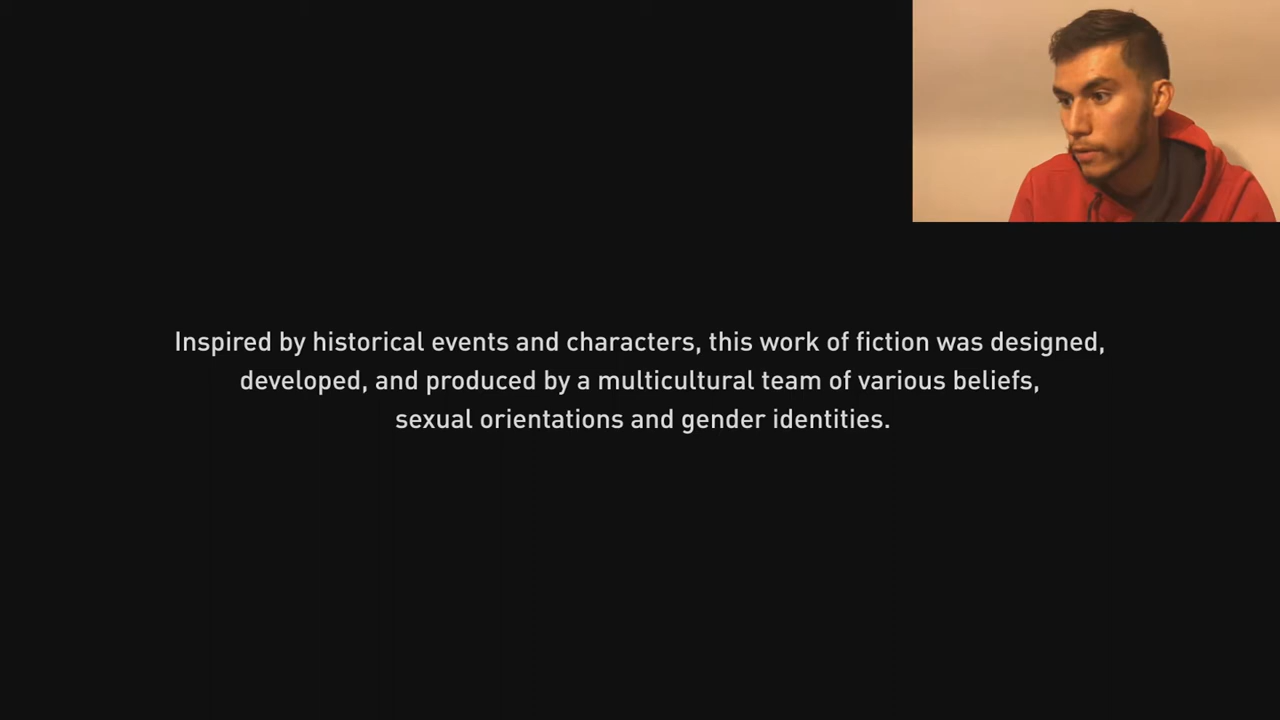 Inspired by historical events and characters, this work of fiction was designed,
developed, and produced by a multicultural team of various beliefs,
sexual orientations and gender identities.